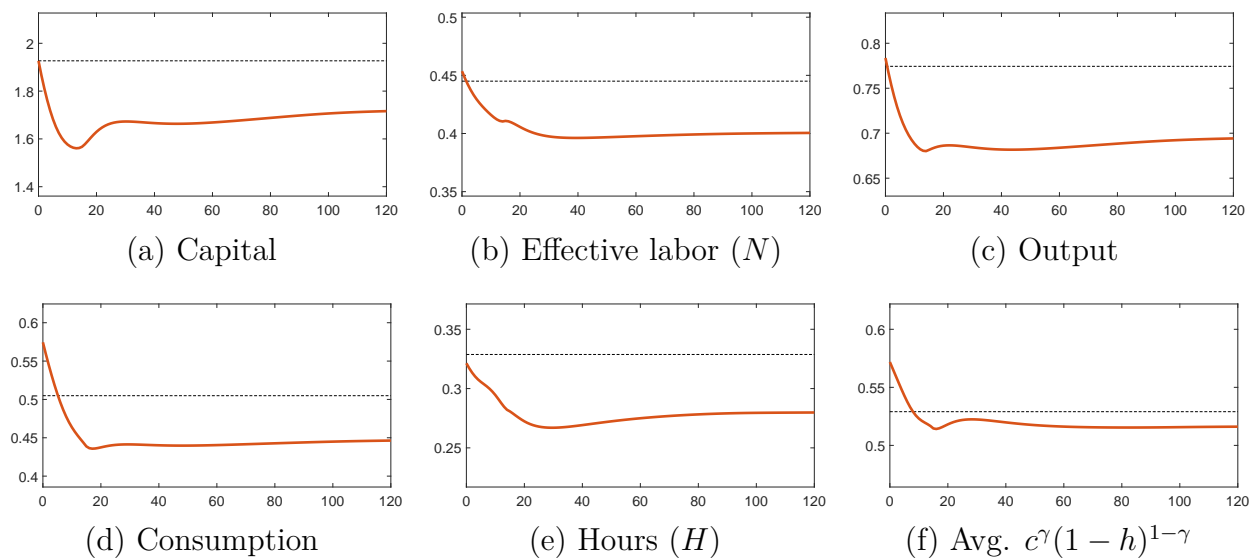 2
1.8
1.6
1.4
0 20 40 60 80 100 120
(a) Capital
0.5
0.45
0.4
0.35
0 20 40 60 80 100 120
(b) Effective labor (N)
0.8
0.75
0.7
0.65
0 20 40 60 80 100 120
(c) Output
0.6
0.55
0.5
0.45
0.4
0 20 40 60 80 100 120
(d) Consumption
0.35
0.3
0.25
0 20 40 60 80 100 120
(e) Hours (H)
0.6
0.55
0.5
0 20 40 60 80 100 120
(f) Avg. c^γ(1 − h)^{1−γ}